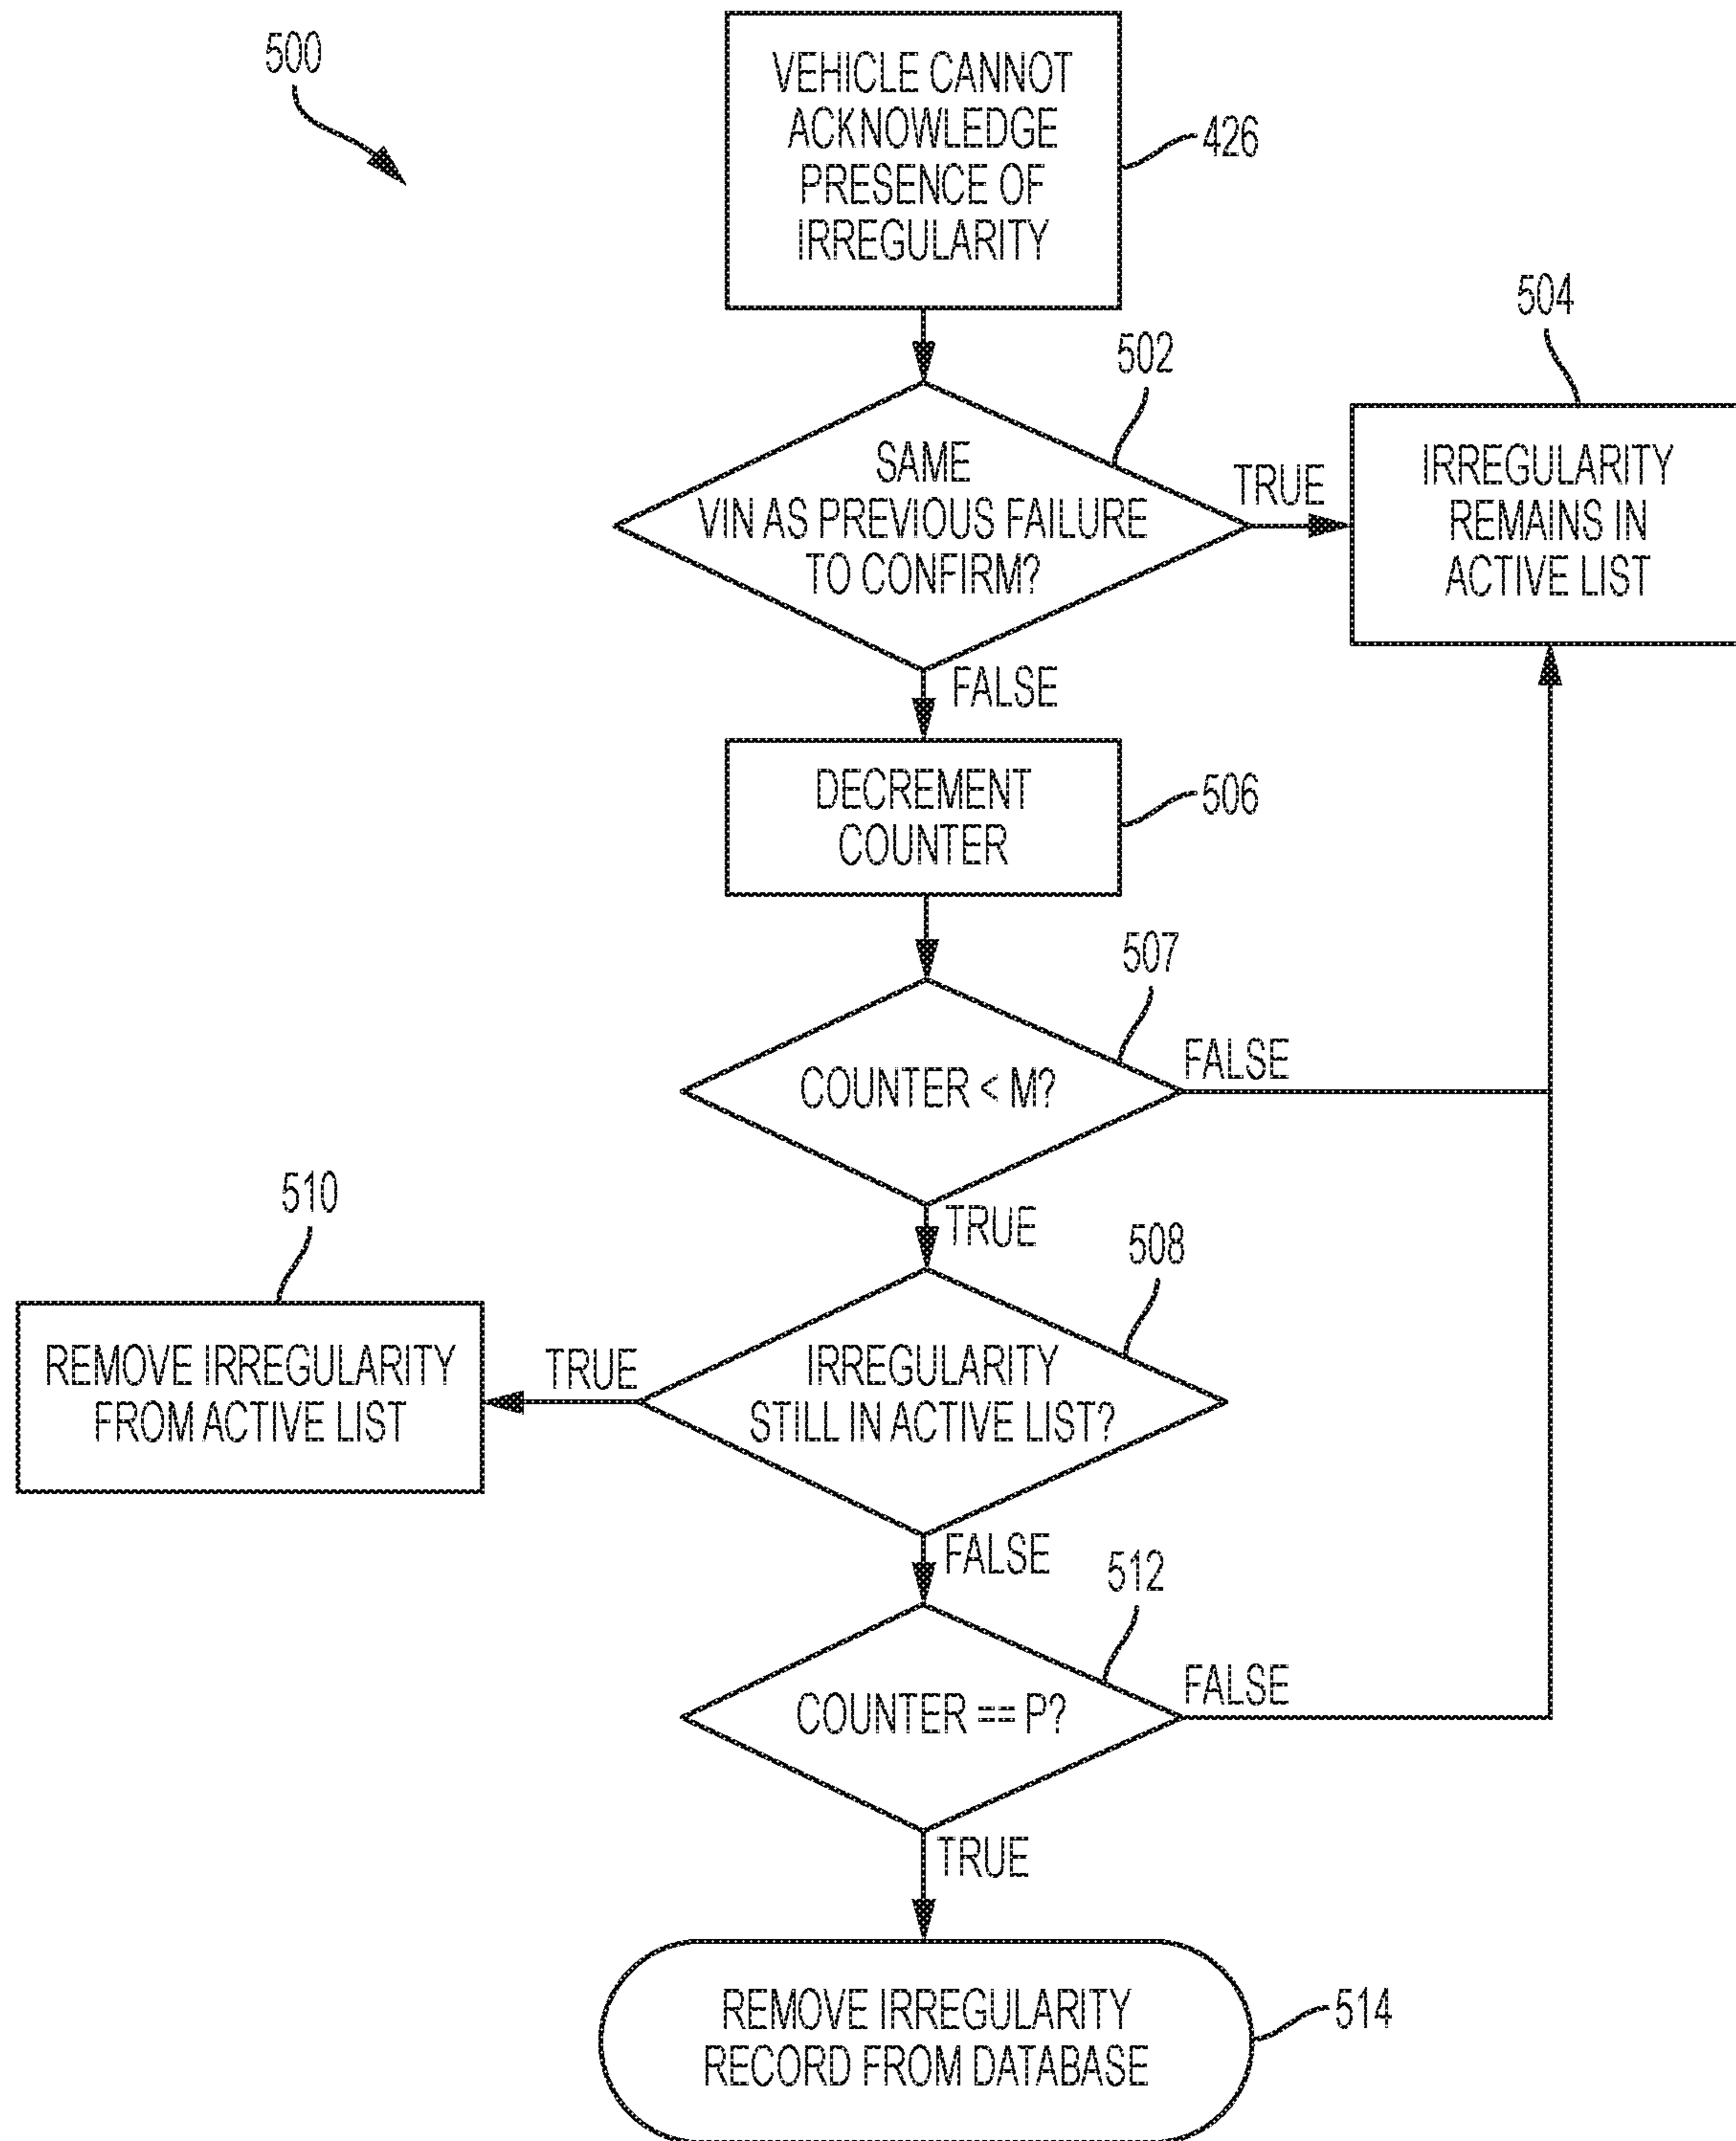 500
VEHICLE CANNOT
ACKNOWLEDGE
PRESENCE OF
IRREGULARITY
426
502
SAME
VIN AS PREVIOUS FAILURE
TO CONFIRM?
TRUE
504
IRREGULARITY
REMAINS IN
ACTIVE LIST
FALSE
DECREMENT
COUNTER
506
507
COUNTER < M?
FALSE
TRUE
508
510
REMOVE IRREGULARITY
FROM ACTIVE LIST
TRUE
IRREGULARITY
STILL IN ACTIVE LIST?
FALSE
512
COUNTER == P?
FALSE
TRUE
REMOVE IRREGULARITY
RECORD FROM DATABASE
514